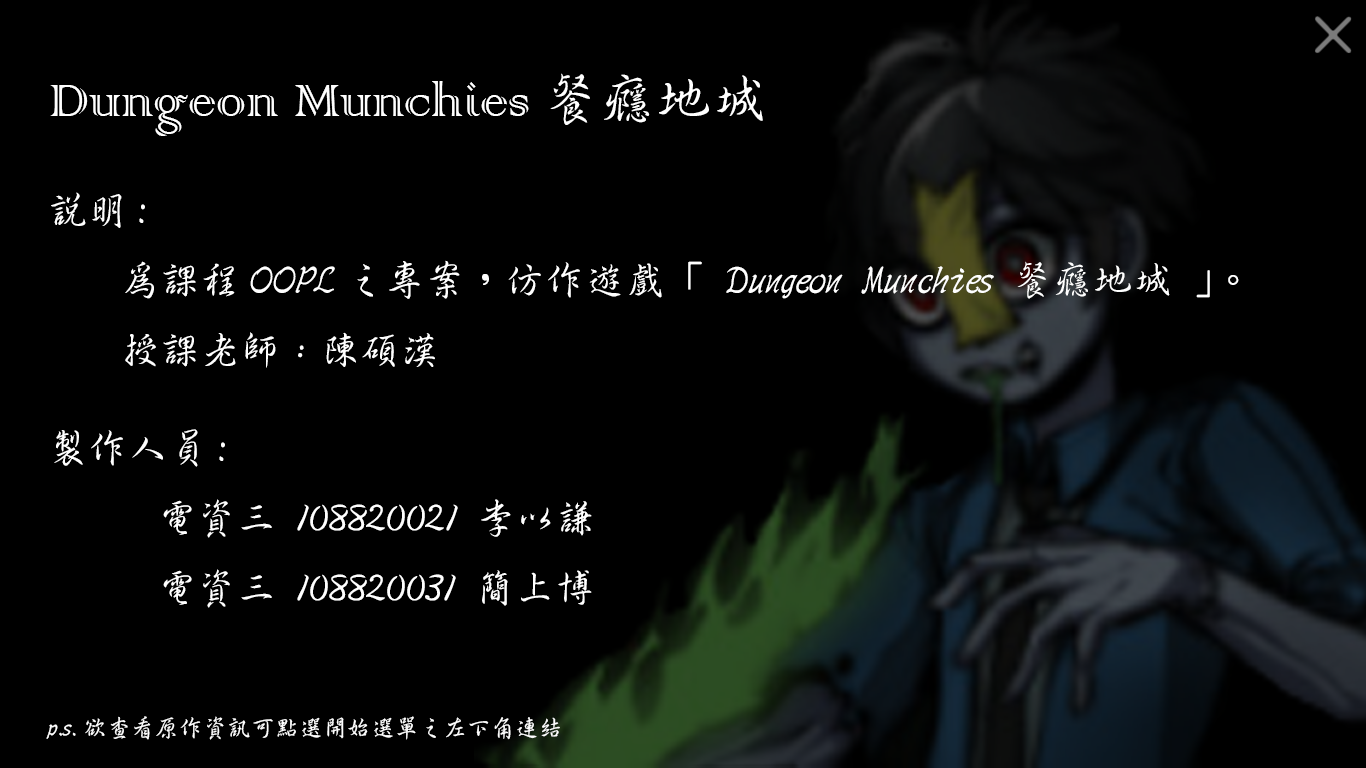 Dungeon Munchies 餐癮地城
說明：
為課程 OOPL 之專案，仿作遊戲「 Dungeon Munchies 餐癮地城 」。
授課老師：陳碩漢
製作人員：
電資三 108820021 李以謙
電資三 108820031 簡上博
p.s. 欲查看原作資訊可點選開始選單之左下角連結